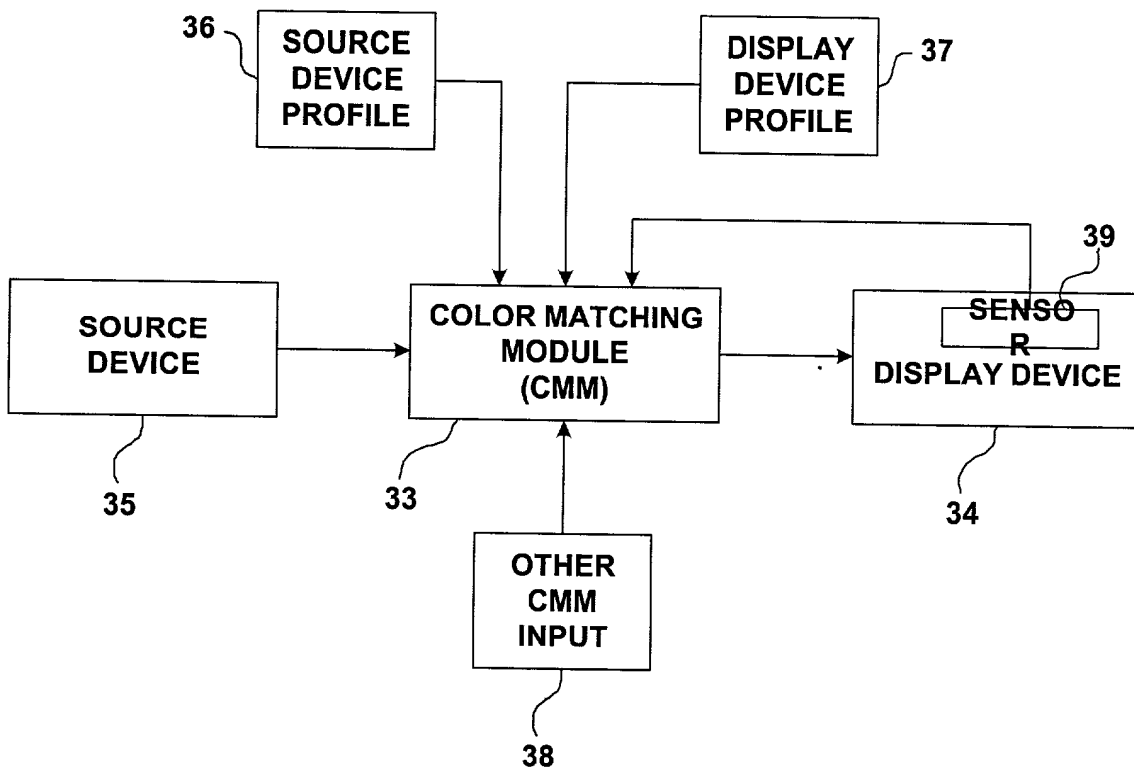 36
SOURCE
DEVICE
PROFILE
DISPLAY
DEVICE
PROFILE
37
39
SOURCE
DEVICE
COLOR MATCHING
MODULE
(CMM)
SENSO
R
DISPLAY DEVICE
35
33
34
OTHER
CMM
INPUT
38